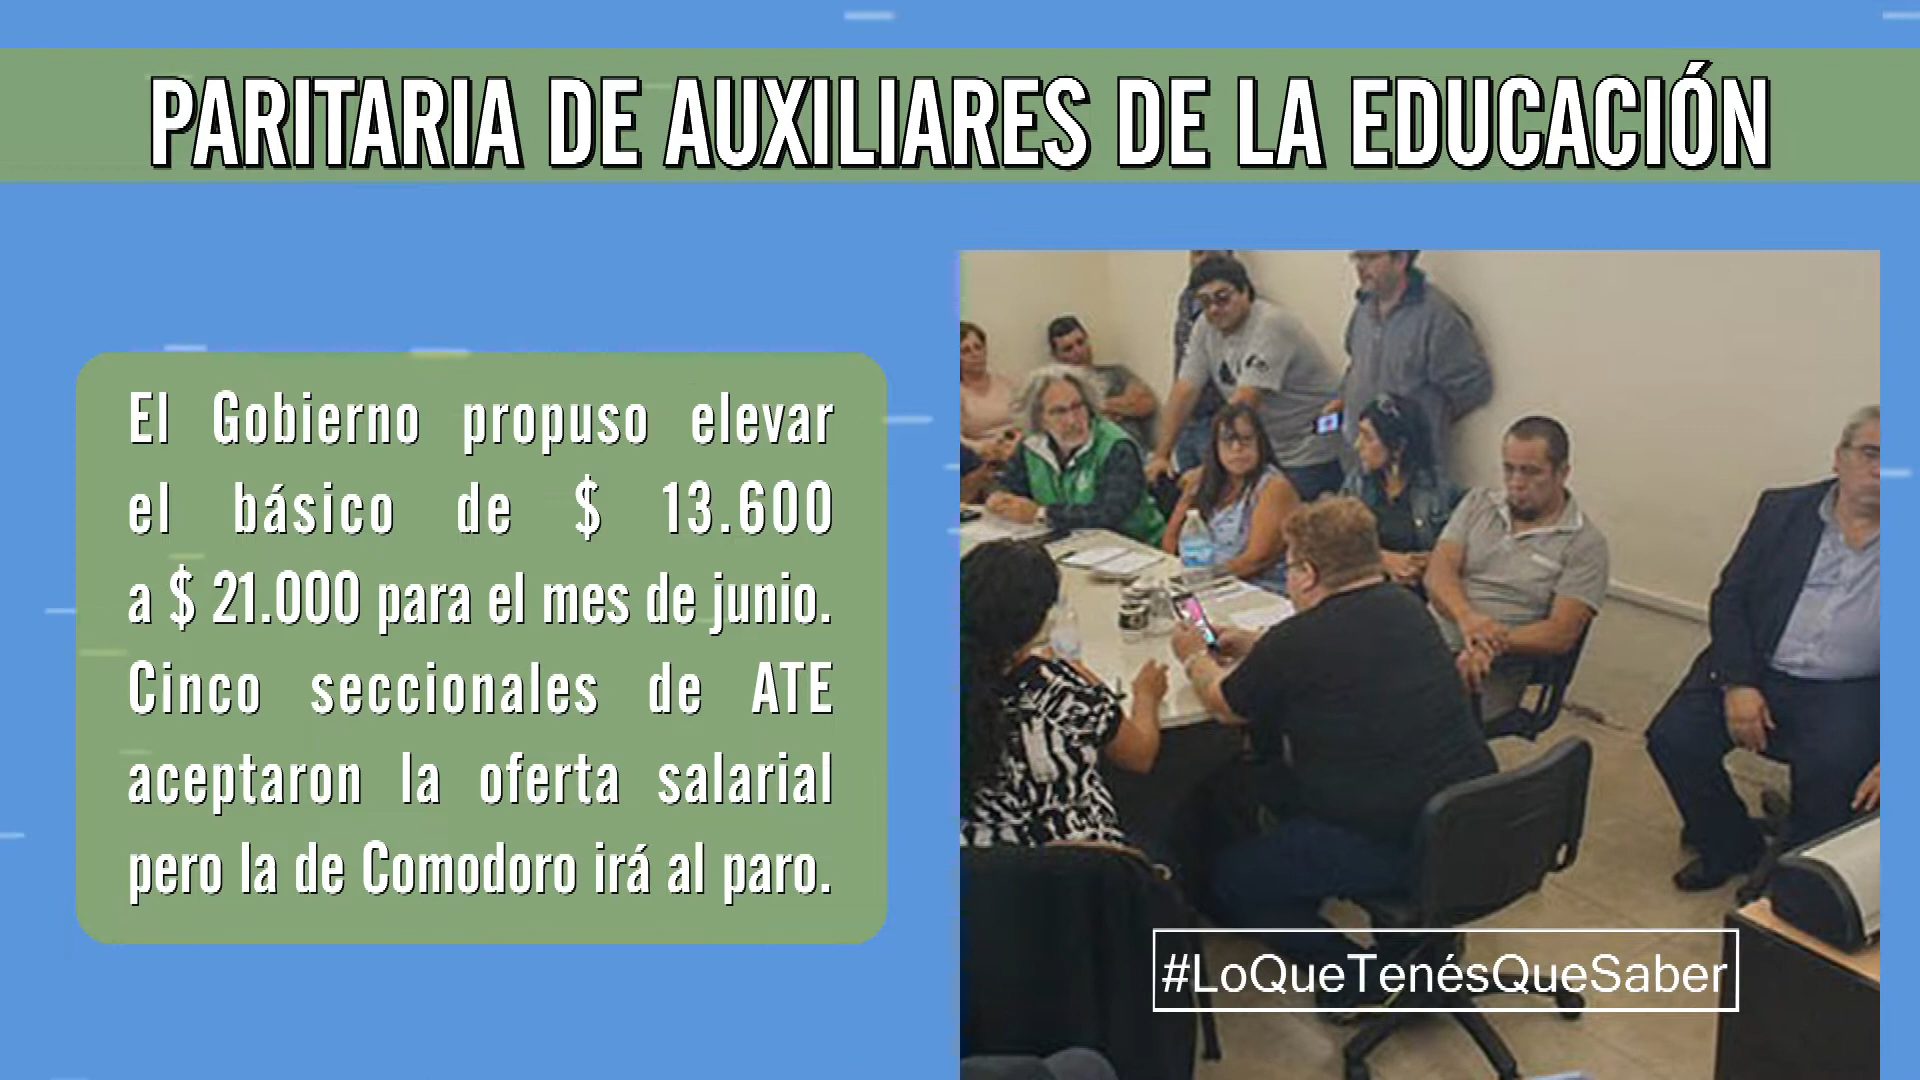 PARITARIA DE AUXILIARES DE LA EDUCACIÓN
El Gobierno propuso elevar
el básico de $ 13.600
a $ 21.000 para el mes de junio.
Cinco seccionales de ATE
aceptaron la oferta salarial
pero la de Comodoro irá al paro.
#LoQueTenésQueSaber